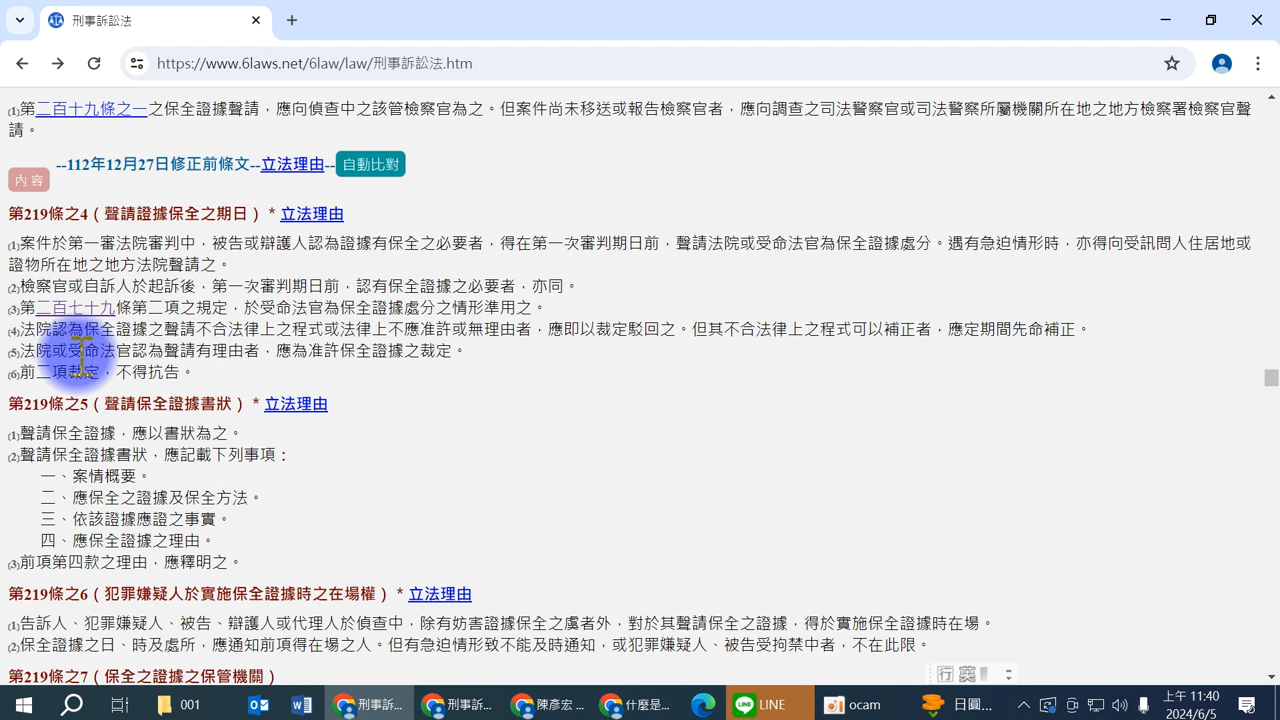 刑事訴訟法
https://www.6laws.net/6law/law/刑事訴訟法.htm
(1)第二百十九條之一之保全證據聲請，應向偵查中之該管檢察官為之。但案件尚未移送或報告檢察官者，應向調查之司法警察官或司法警察所屬機關所在地之地方檢察署檢察官聲
請。
--112年12月27日修正前條文--立法理由--自動比對
內容
第219條之4（聲請證據保全之期日）＊立法理由
(1)案件於第一審法院審判中，被告或辯護人認為證據有保全之必要者，得在第一次審判期日前，聲請法院或受命法官為保全證據處分。遇有急迫情形時，亦得向受訊問人住居地或
證物所在地之地方法院聲請之。
(2)檢察官或自訴人於起訴後，第一次審判期日前，認有保全證據之必要者，亦同。
(3)第二百七十九條第二項之規定，於受命法官為保全證據處分之情形準用之。
(4)法院認為保全證據之聲請不合法律上之程式或法律上不應准許或無理由者，應即以裁定駁回之。但其不合法律上之程式可以補正者，應定期間先命補正。
(5)法院或受命法官認為聲請有理由者，應為准許保全證據之裁定。
(6)前二項裁定，不得抗告。
第219條之5（聲請保全證據書狀）＊立法理由
(1)聲請保全證據，應以書狀為之。
(2)聲請保全證據書狀，應記載下列事項：
一、案情概要。
二、應保全之證據及保全方法。
三、依該證據應證之事實。
四、應保全證據之理由。
(3)前項第四款之理由，應釋明之。
第219條之6（犯罪嫌疑人於實施保全證據時之在場權）＊立法理由
(1)告訴人、犯罪嫌疑人、被告、辯護人或代理人於偵查中，除有妨害證據保全之虞者外，對於其聲請保全之證據，得於實施保全證據時在場。
(2)保全證據之日、時及處所，應通知前項得在場之人。但有急迫情形致不能及時通知，或犯罪嫌疑人、被告受拘禁中者，不在此限。
第219條之7（保全之證據之保管機關）
行 英
001
刑事訴...
刑事訴...
陳彥宏 ...
什麼是...
LINE
ocam
日圓...
上午 11:40
2024/6/5